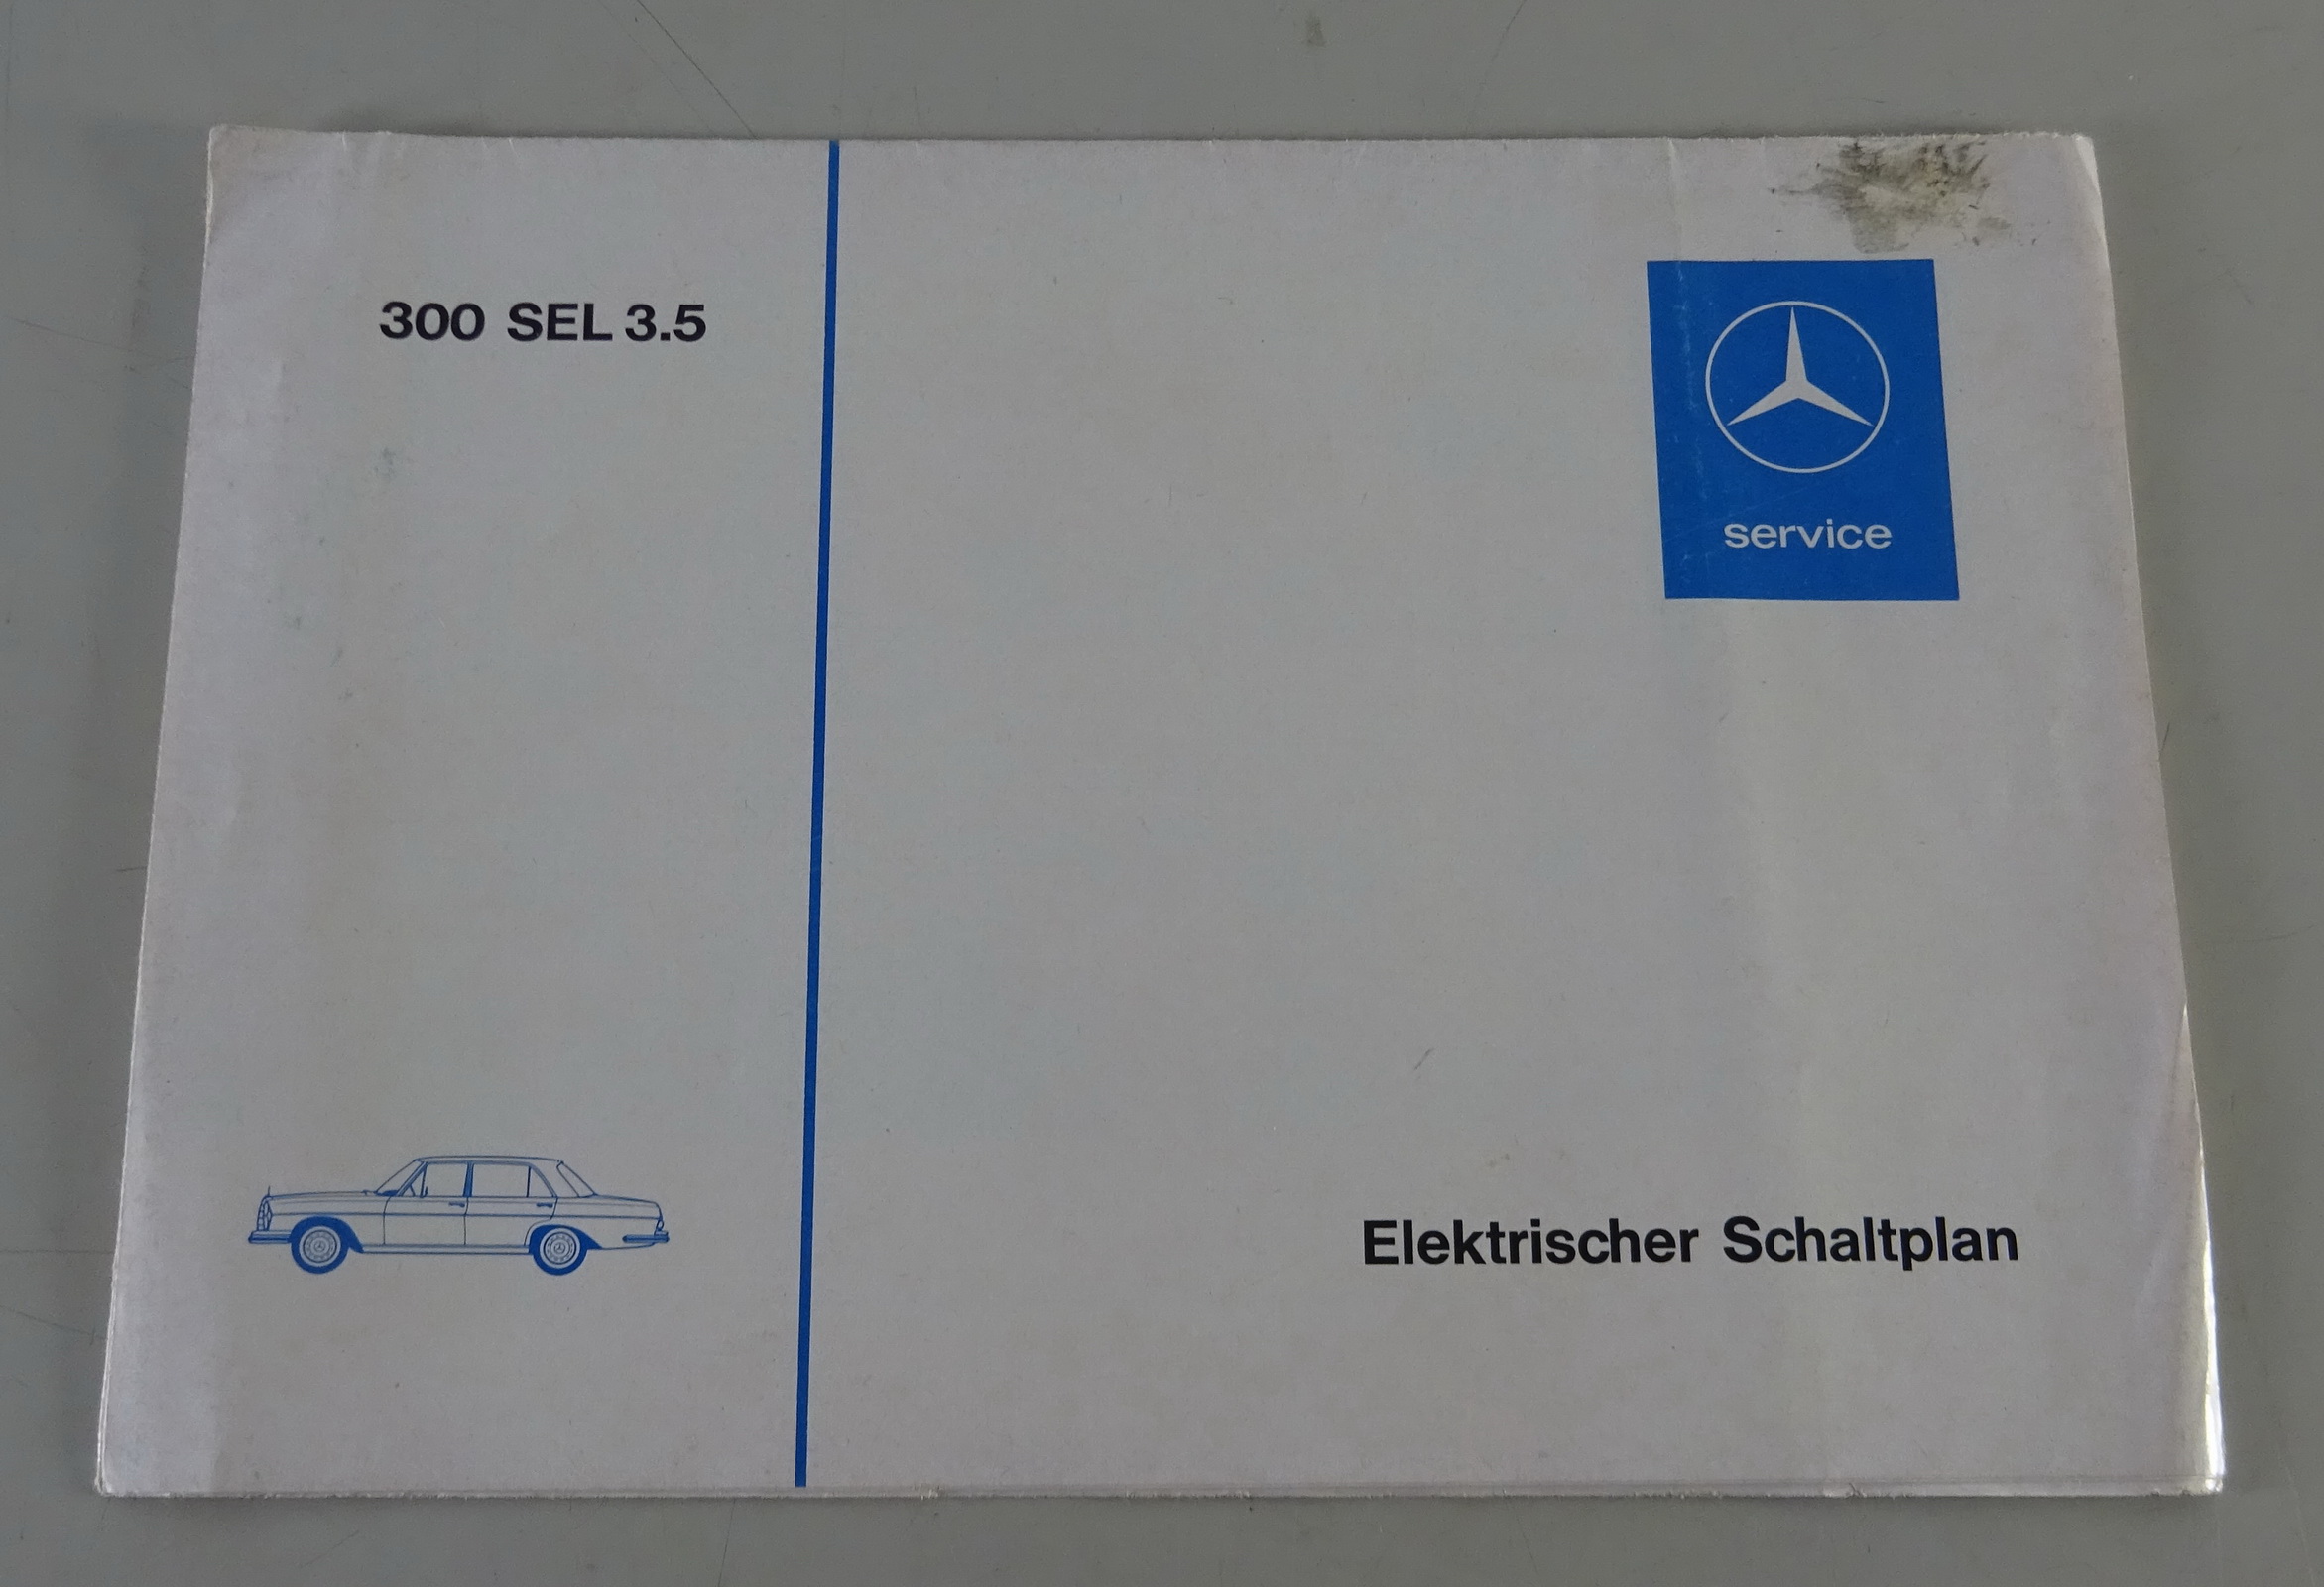 300 SEL 3.5
service
Elektrischer Schaltplan